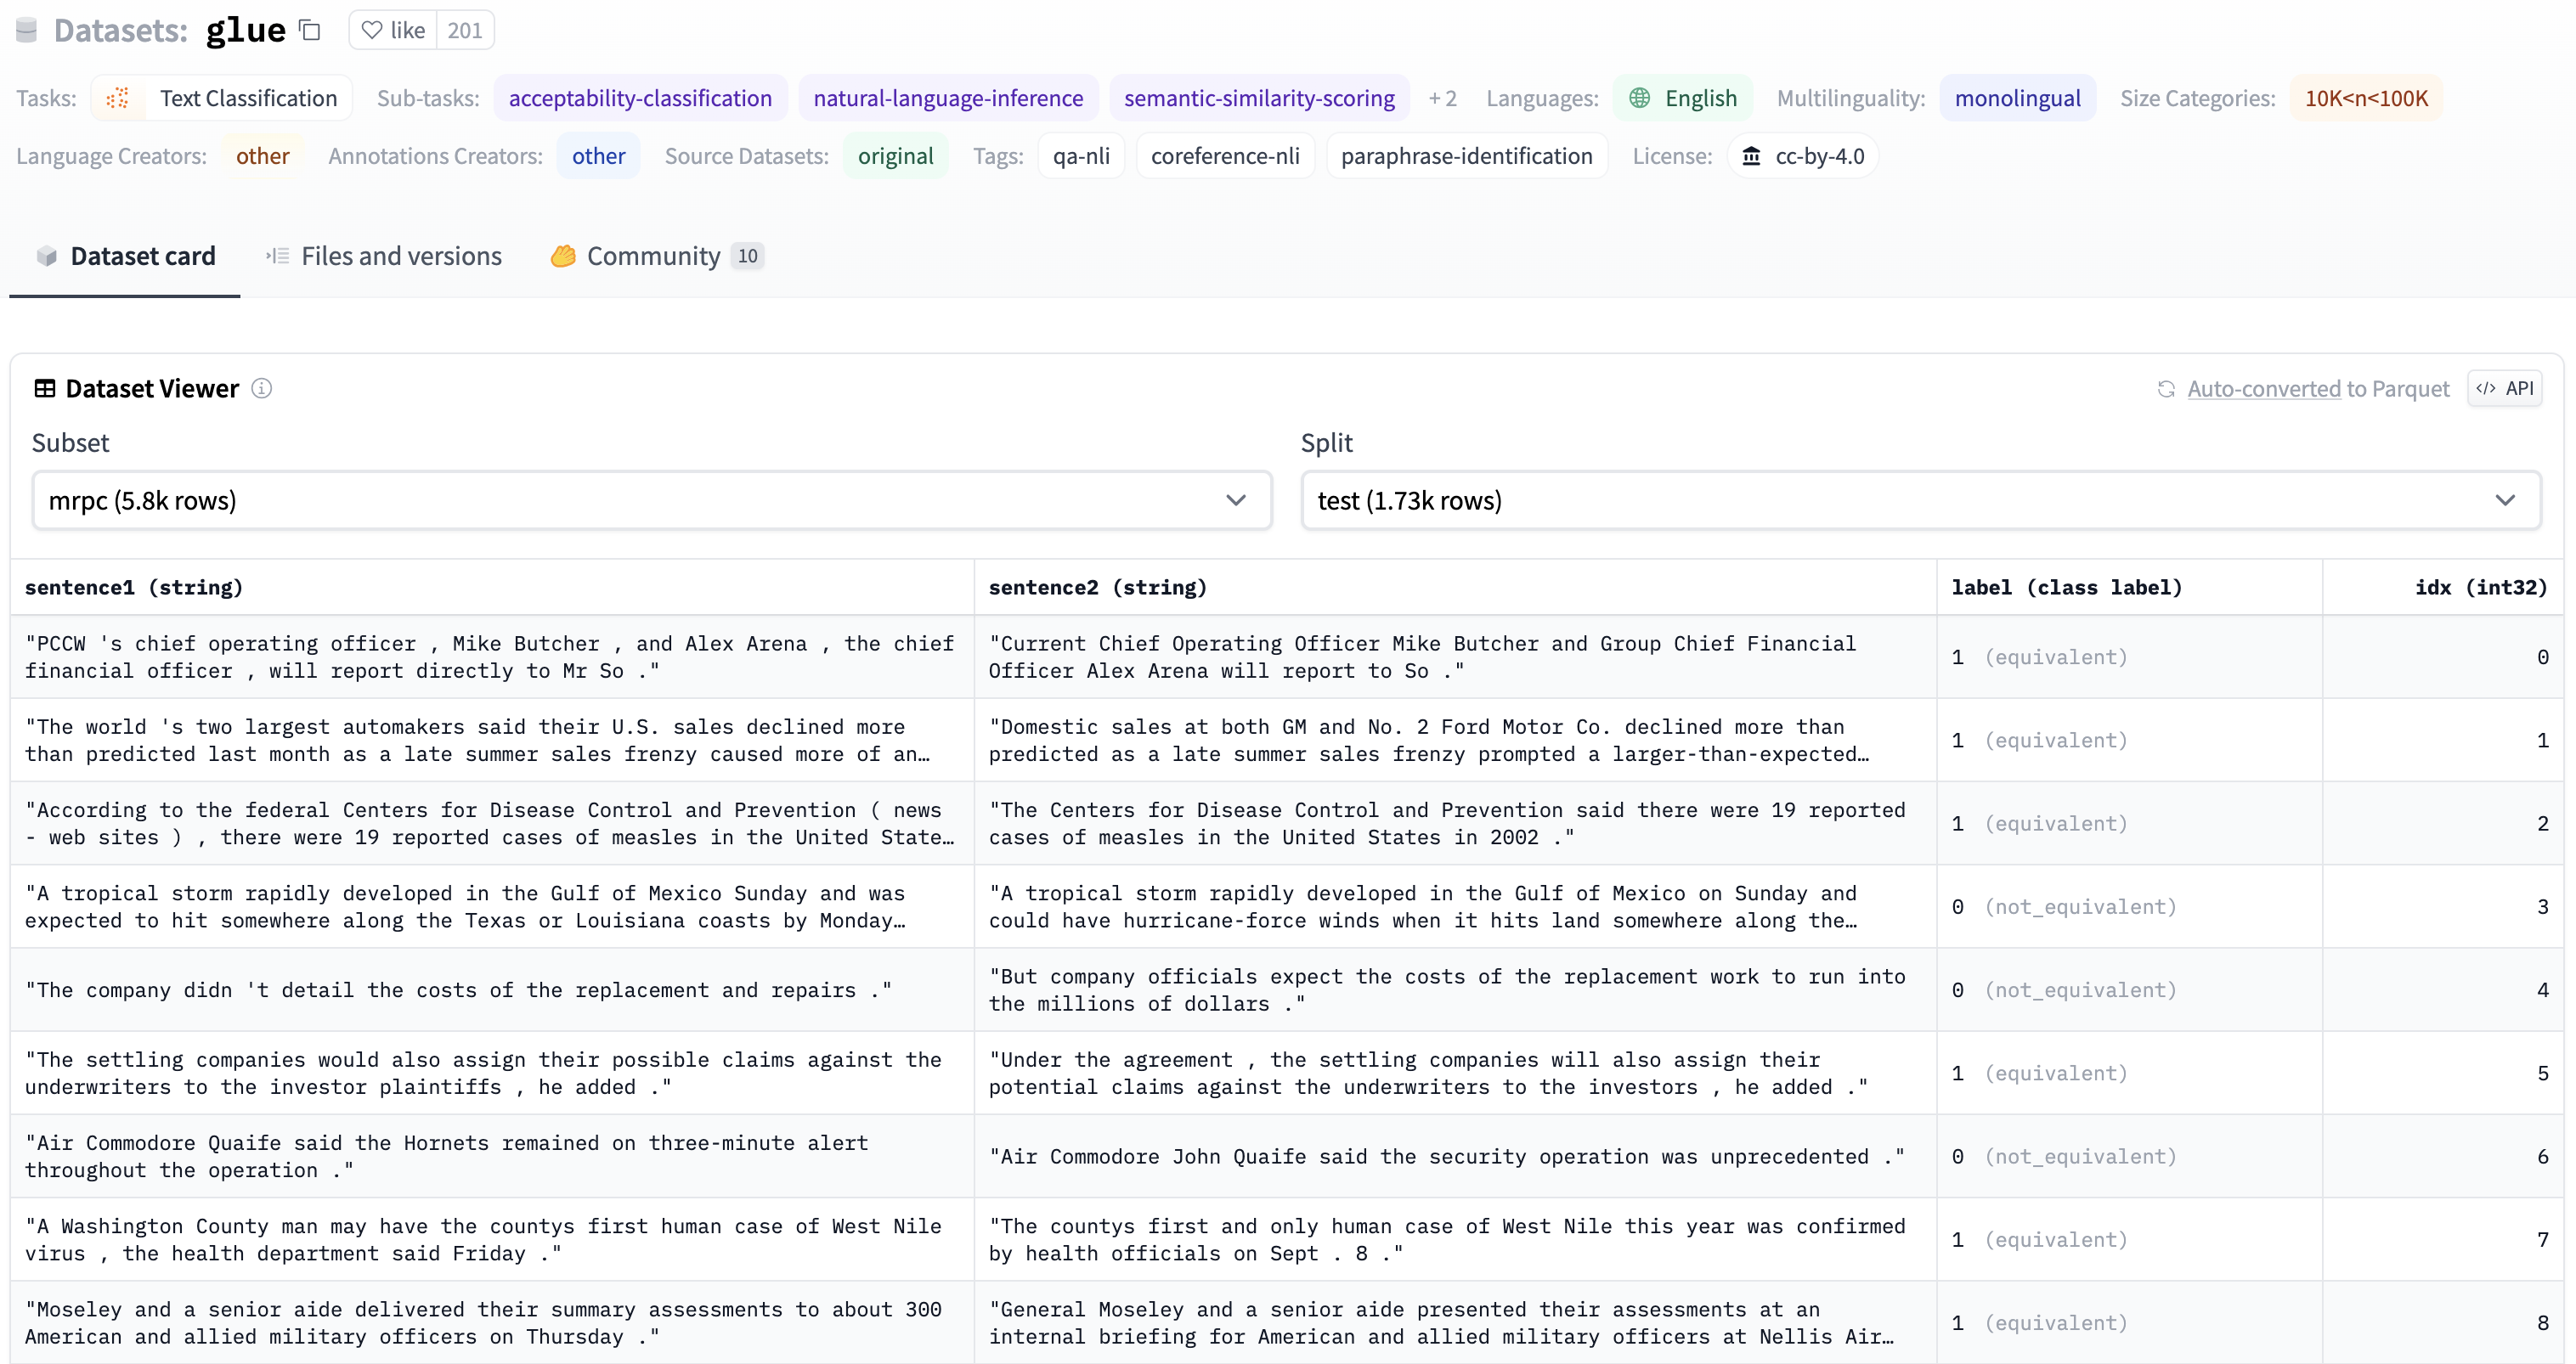 Datasets: glue like 201
Tasks: Text Classification Sub-tasks: acceptability-classification natural-language-inference semantic-similarity-scoring + 2 Languages: English Multilinguality: monolingual Size Categories: 10K<n<100K
Language Creators: other Annotations Creators: other Source Datasets: original Tags: qa-nli coreference-nli paraphrase-identification License: cc-by-4.0
Dataset card Files and versions Community 10
Dataset Viewer Auto-converted to Parquet </> API
Subset Split
mrpc (5.8k rows) test (1.73k rows)
sentence1 (string) sentence2 (string) label (class label) idx (int32)
"PCCW 's chief operating officer , Mike Butcher , and Alex Arena , the chief
financial officer , will report directly to Mr So ."
"Current Chief Operating Officer Mike Butcher and Group Chief Financial
Officer Alex Arena will report to So ."
1 (equivalent) 0
"The world 's two largest automakers said their U.S. sales declined more
than predicted last month as a late summer sales frenzy caused more of an…
"Domestic sales at both GM and No. 2 Ford Motor Co. declined more than
predicted as a late summer sales frenzy prompted a larger-than-expected…
1 (equivalent) 1
"According to the federal Centers for Disease Control and Prevention ( news
- web sites ) , there were 19 reported cases of measles in the United State…
"The Centers for Disease Control and Prevention said there were 19 reported
cases of measles in the United States in 2002 ."
1 (equivalent) 2
"A tropical storm rapidly developed in the Gulf of Mexico Sunday and was
expected to hit somewhere along the Texas or Louisiana coasts by Monday…
"A tropical storm rapidly developed in the Gulf of Mexico on Sunday and
could have hurricane-force winds when it hits land somewhere along the…
0 (not_equivalent) 3
"The company didn 't detail the costs of the replacement and repairs ."
"But company officials expect the costs of the replacement work to run into
the millions of dollars ."
0 (not_equivalent) 4
"The settling companies would also assign their possible claims against the
underwriters to the investor plaintiffs , he added ."
"Under the agreement , the settling companies will also assign their
potential claims against the underwriters to the investors , he added ."
1 (equivalent) 5
"Air Commodore Quaife said the Hornets remained on three-minute alert
throughout the operation ."
"Air Commodore John Quaife said the security operation was unprecedented ."
0 (not_equivalent) 6
"A Washington County man may have the countys first human case of West Nile
virus , the health department said Friday ."
"The countys first and only human case of West Nile this year was confirmed
by health officials on Sept . 8 ."
1 (equivalent) 7
"Moseley and a senior aide delivered their summary assessments to about 300
American and allied military officers on Thursday ."
"General Moseley and a senior aide presented their assessments at an
internal briefing for American and allied military officers at Nellis Air…
1 (equivalent) 8